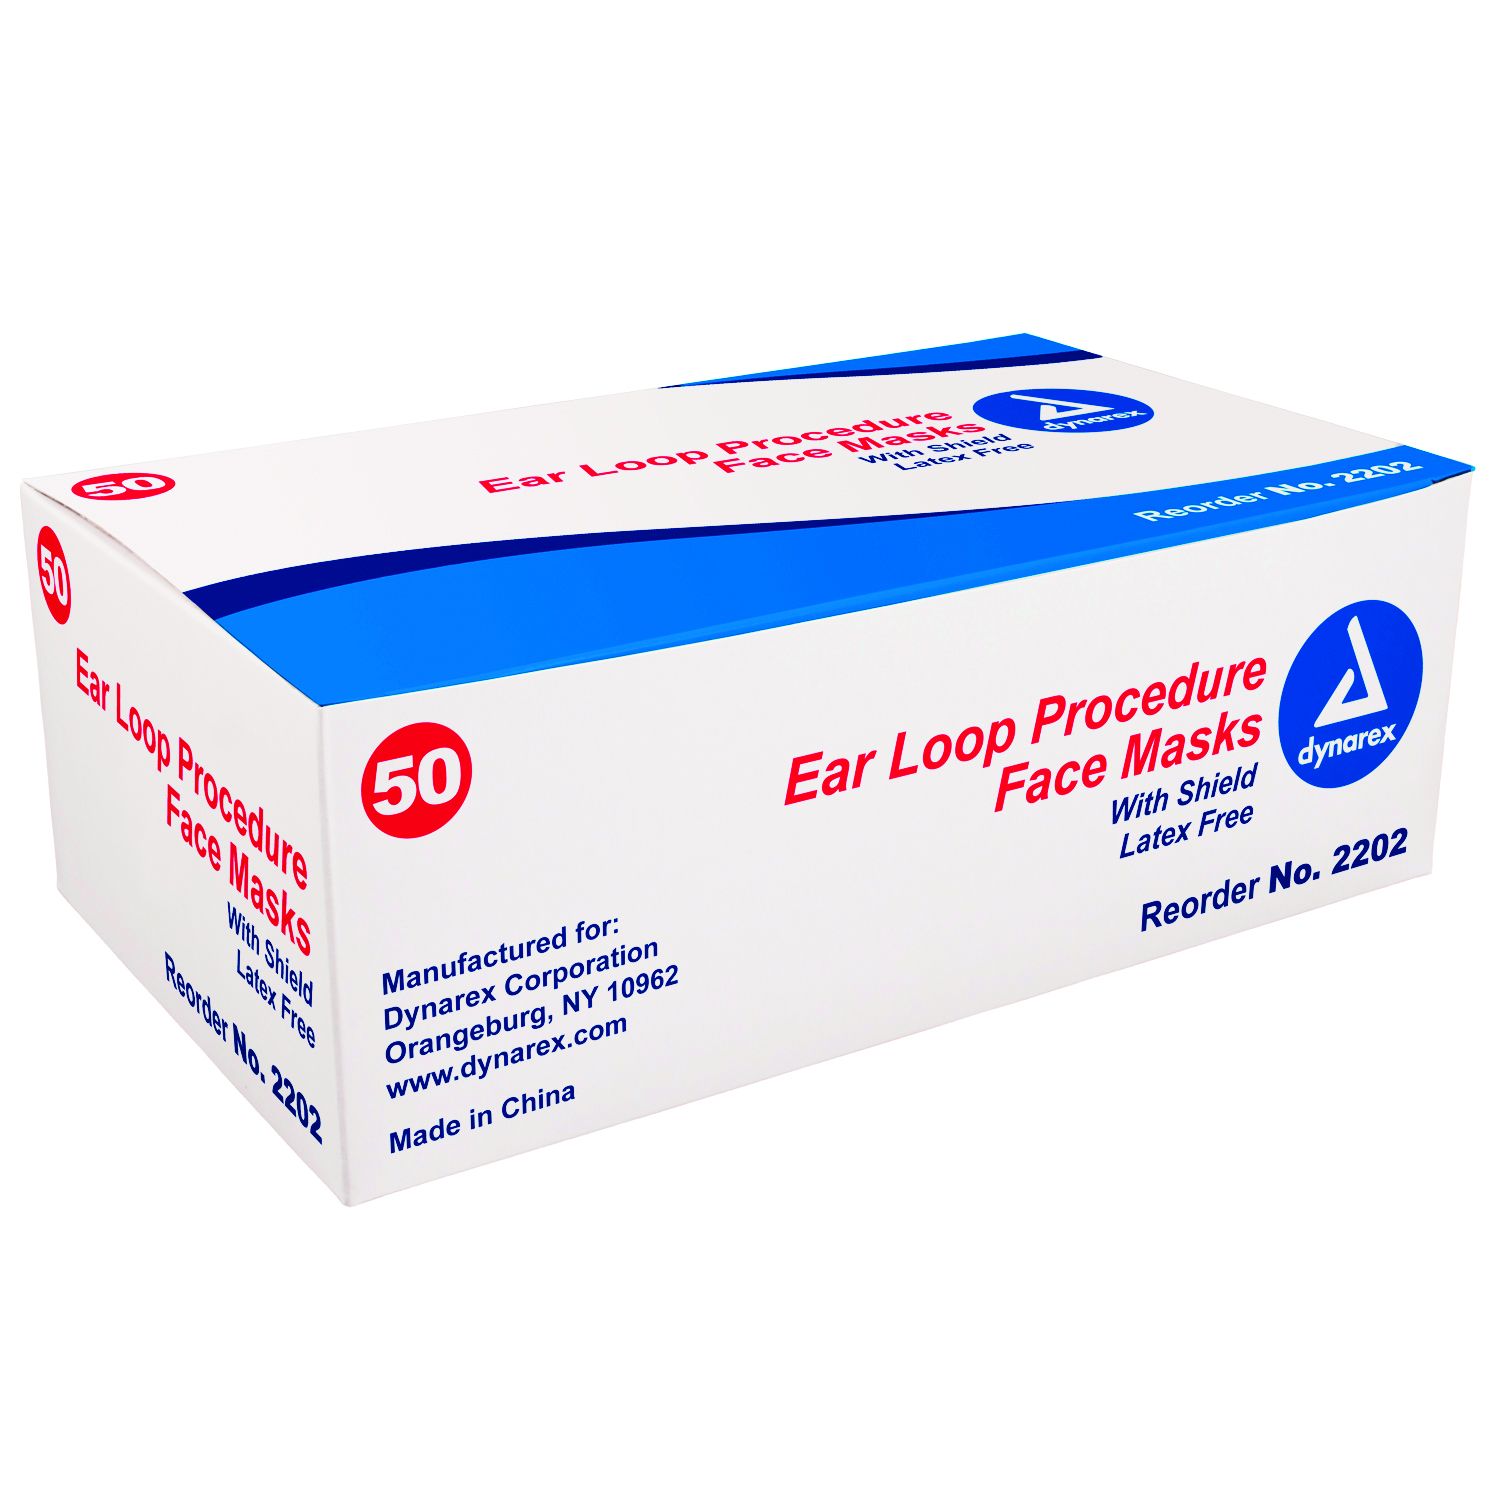 50
Ear Loop Procedure
Face Masks
With Shield
Latex Free
dynarex
Reorder No. 2202
50
Ear Loop Procedure
Face Masks
With Shield
Latex Free
Reorder No. 2202
50
Ear Loop Procedure
Face Masks
With Shield
Latex Free
dynarex
Reorder No. 2202
Manufactured for:
Dynarex Corporation
Orangeburg, NY 10962
www.dynarex.com
Made in China